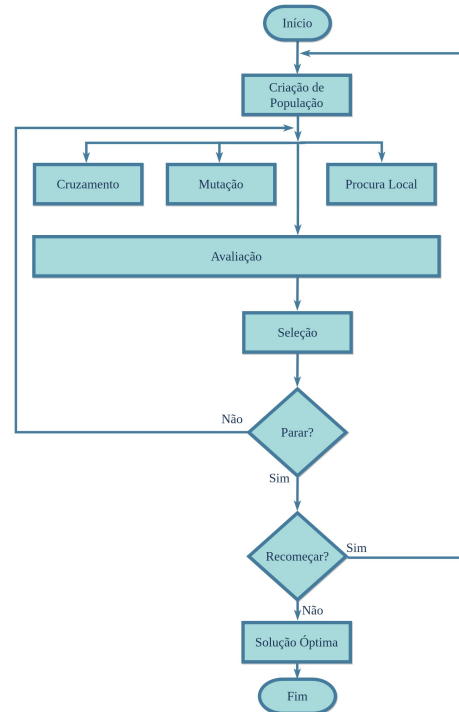 Início
Criação de
População
Cruzamento
Mutação
Procura Local
Avaliação
Seleção
Não
Parar?
Sim
Recomeçar?
Sim
Não
Solução Óptima
Fim